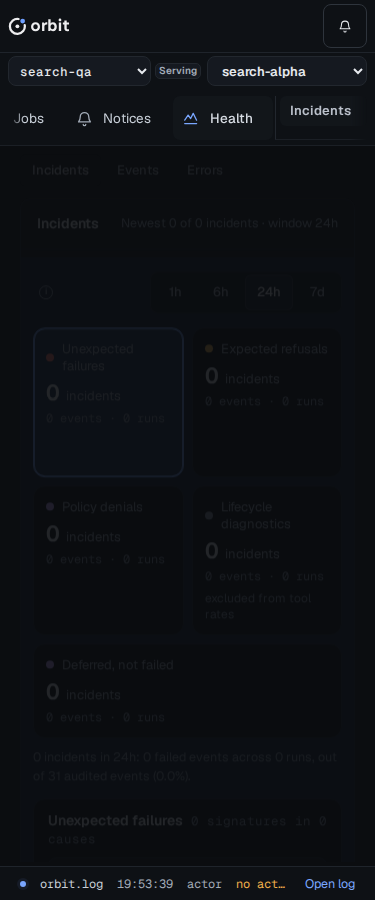 orbit
search-qa Serving search-alpha
Jobs Notices Health Incidents
Incidents Events Errors
Incidents Newest 0 of 0 incidents · window 24h
1h 6h 24h 7d
Unexpected failures
0 incidents
0 events · 0 runs
Expected refusals
0 incidents
0 events · 0 runs
Policy denials
0 incidents
0 events · 0 runs
Lifecycle diagnostics
0 incidents
0 events · 0 runs
excluded from tool rates
Deferred, not failed
0 incidents
0 events · 0 runs
0 incidents in 24h: 0 failed events across 0 runs, out
of 31 audited events (0.0%).
Unexpected failures 0 signatures in 0
causes
orbit.log 19:53:39 actor no act… Open log